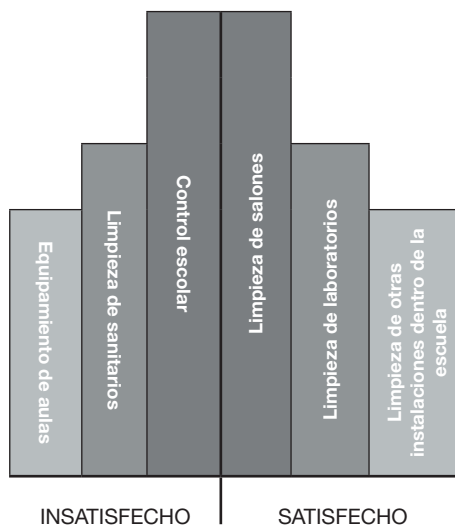 Equipamiento
de aulas
Limpieza de sanitarios
Control escolar
Limpieza de salones
Limpieza de laboratorios
Limpieza de otras
instalaciones dentro de la
escuela
INSATISFECHO
SATISFECHO